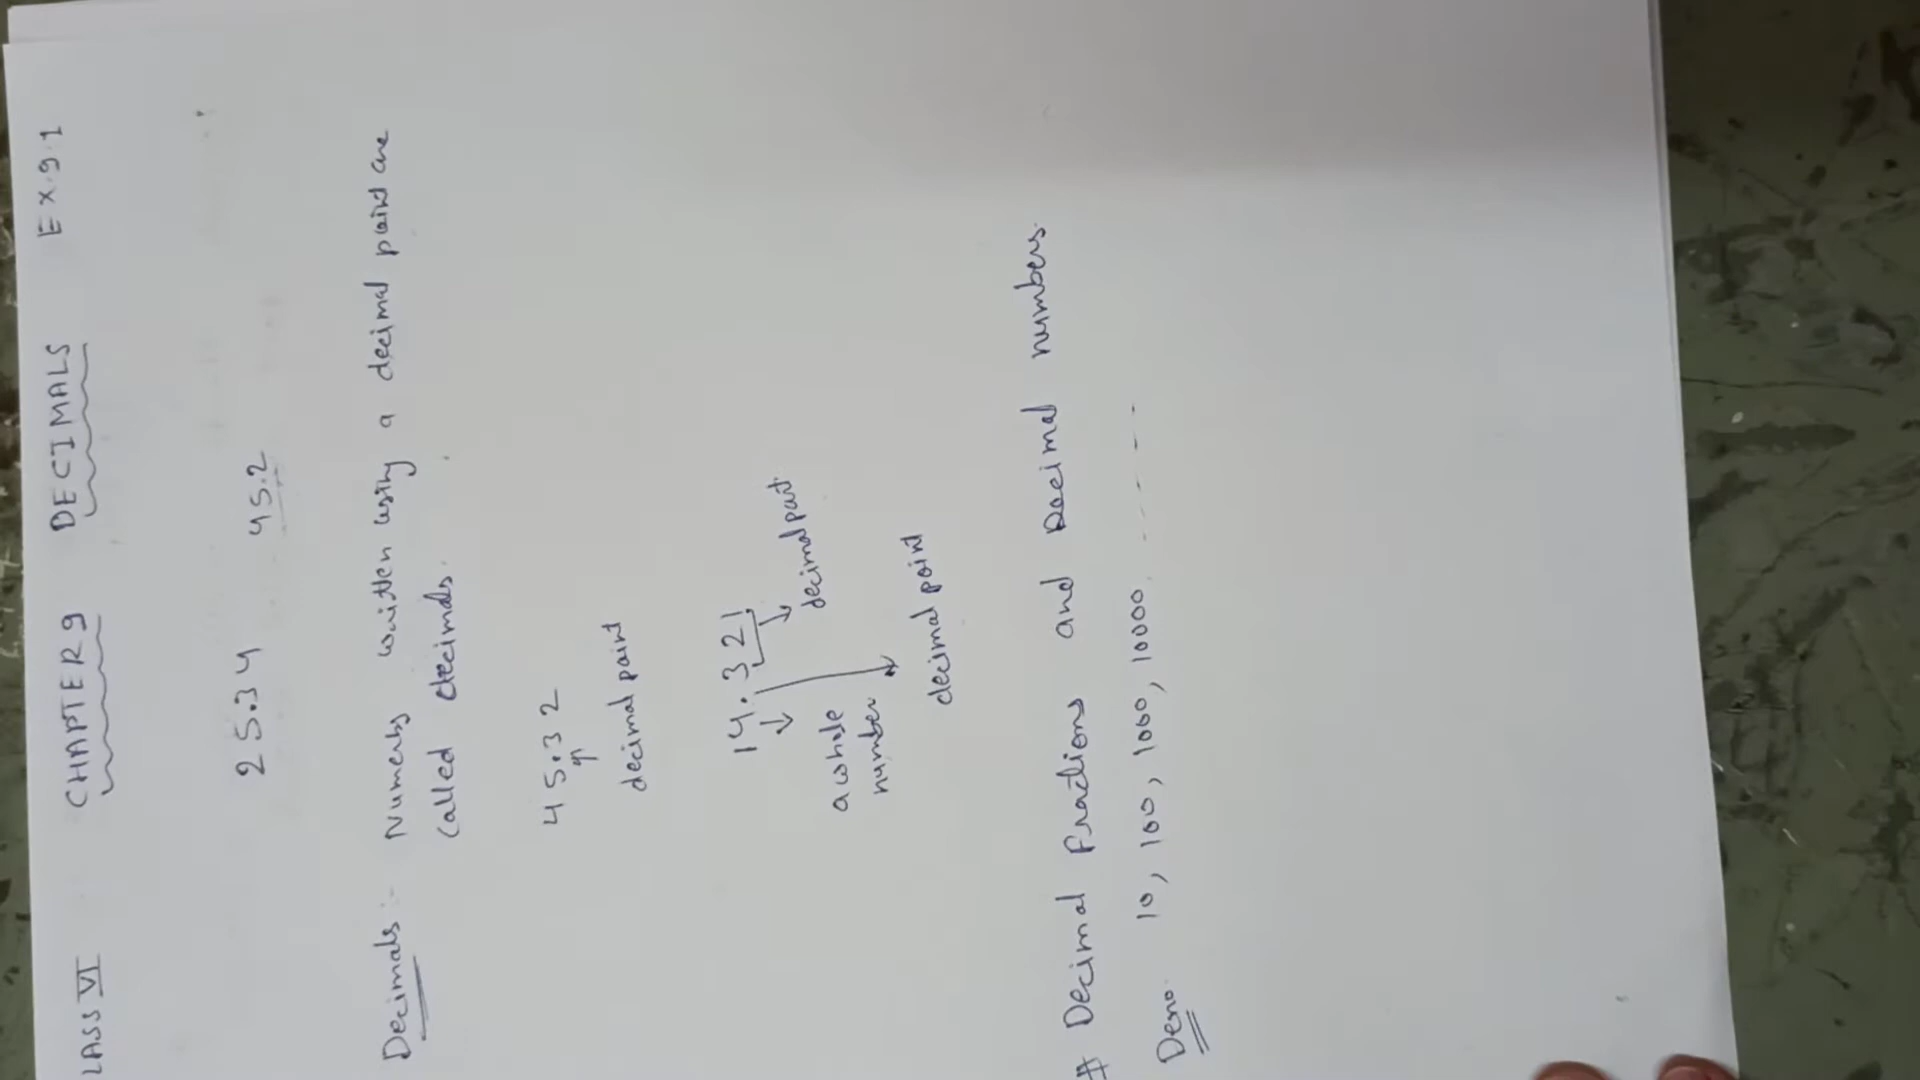 LASS VI CHAPTER 9 DECIMALS EX.9.1
25.34 45.2
Decimals:- Numers written using a decimal point are
called decimals.
45.32
decimal point
14.321
a whole decimal part
number
decimal point
# Decimal Fractions and Decimal numbers.
Deno. 10, 100, 1000, 10000. - - - - -